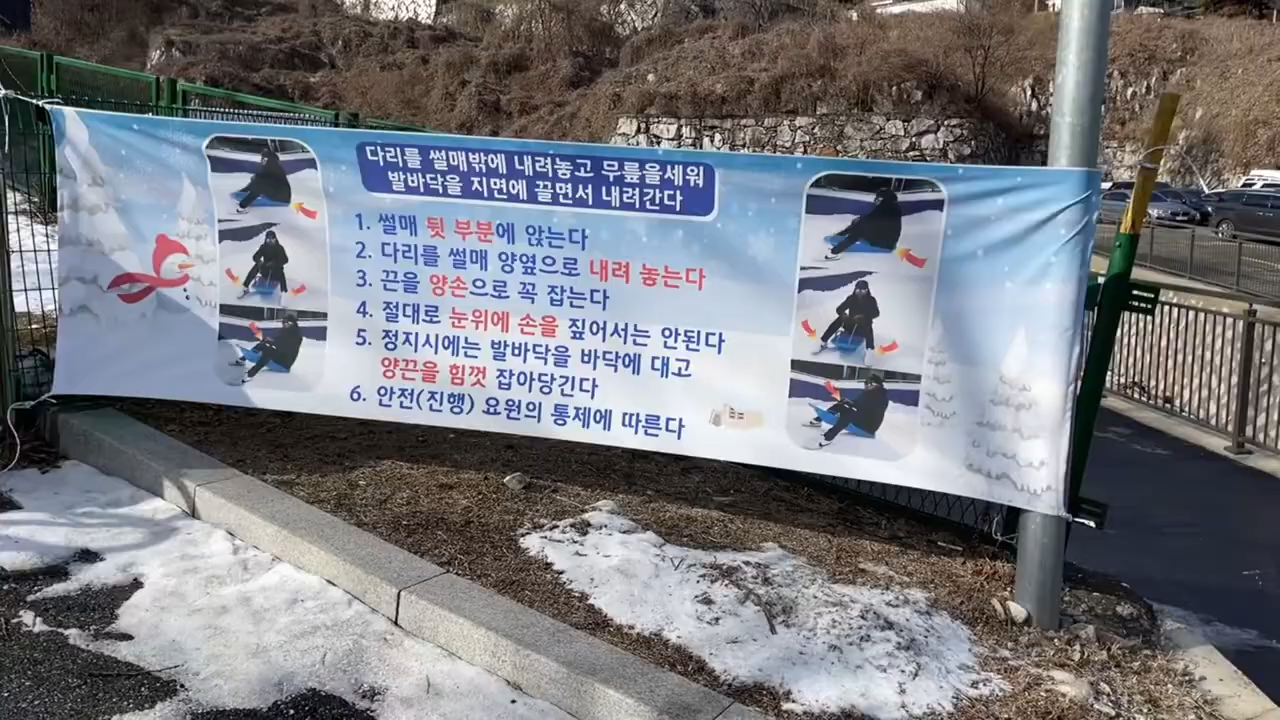 다리를 썰매밖에 내려놓고 무릎을세워
발바닥을 지면에 끌면서 내려간다
1. 썰매 뒷 부분에 앉는다
2. 다리를 썰매 양옆으로 내려 놓는다
3. 끈을 양손으로 꼭 잡는다
4. 절대로 눈위에 손을 짚어서는 안된다
5. 정지시에는 발바닥을 바닥에 대고
양끈을 힘껏 잡아당긴다
6. 안전(진행) 요원의 통제에 따른다